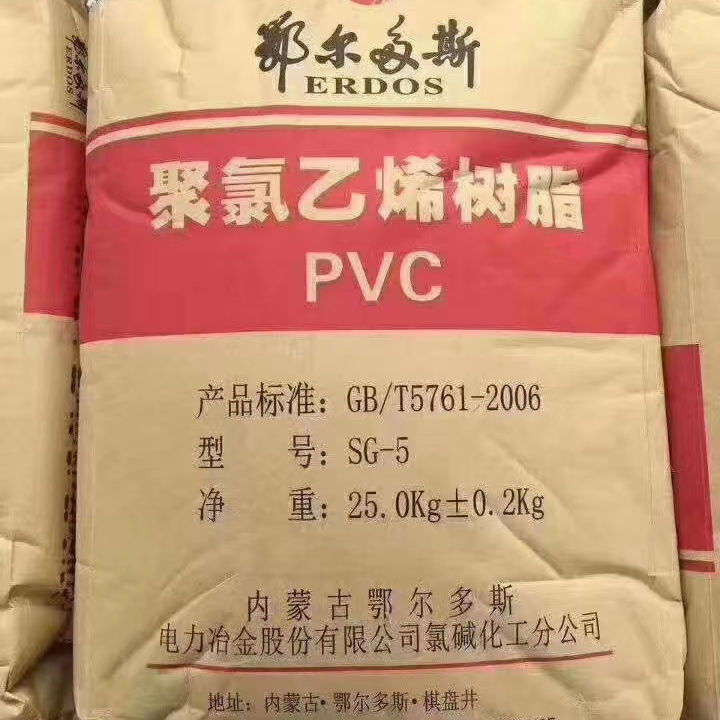 鄂尔多斯
ERDOS
聚氯乙烯树脂
PVC
产品标准：GB/T5761-2006
型 号：SG-5
净 重：25.0Kg±0.2Kg
内蒙古鄂尔多斯
电力冶金股份有限公司氯碱化工分公司
地址：内蒙古·鄂尔多斯·棋盘井